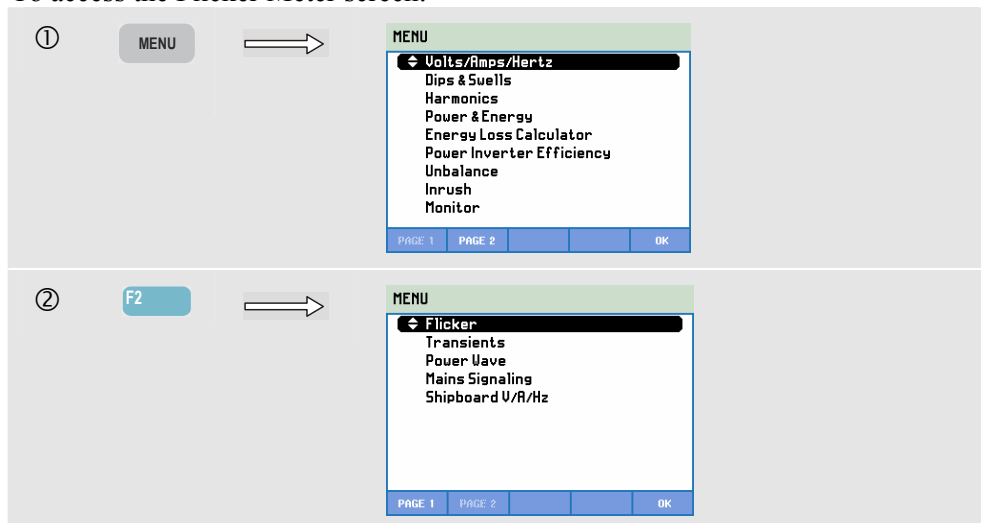 To access the Flicker Meter screen:
① MENU
MENU
Volts/Amps/Hertz
Dips & Swells
Harmonics
Power & Energy
Energy Loss Calculator
Power Inverter Efficiency
Unbalance
Inrush
Monitor
PAGE 1 PAGE 2 OK
② F2
MENU
Flicker
Transients
Power Wave
Mains Signaling
Shipboard V/A/Hz
PAGE 1 PAGE 2 OK